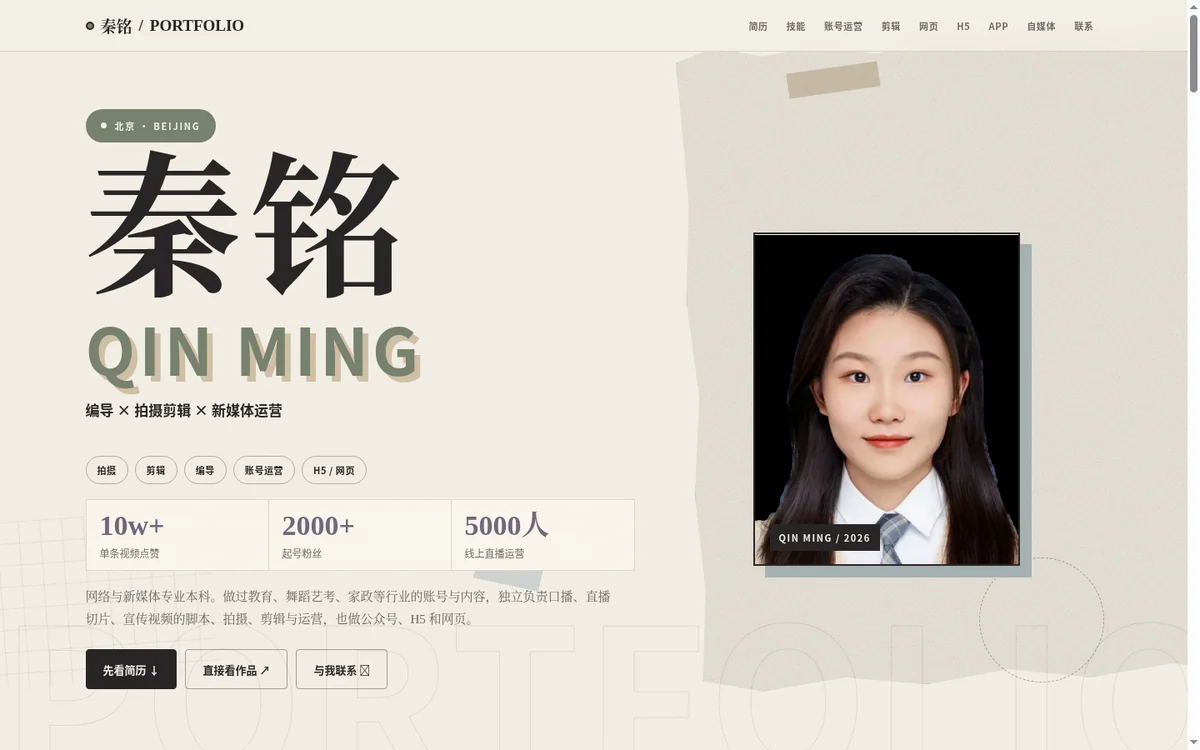 秦铭 / PORTFOLIO
简历 技能 账号运营 剪辑 网页 H5 APP 自媒体 联系
北京 · BEIJING
秦铭
QIN MING
编导 × 拍摄剪辑 × 新媒体运营
拍摄 剪辑 编导 账号运营 H5 / 网页
10w+ 2000+ 5000人
单条视频点赞 起号粉丝 线上直播运营
网络与新媒体专业本科。做过教育、舞蹈艺考、家政等行业的账号与内容，独立负责口播、直播
切片、宣传视频的脚本、拍摄、剪辑与运营，也做公众号、H5 和网页。
先看简历 ↓ 直接看作品 ↗ 与我联系
QIN MING / 2026
PORTFOLIO